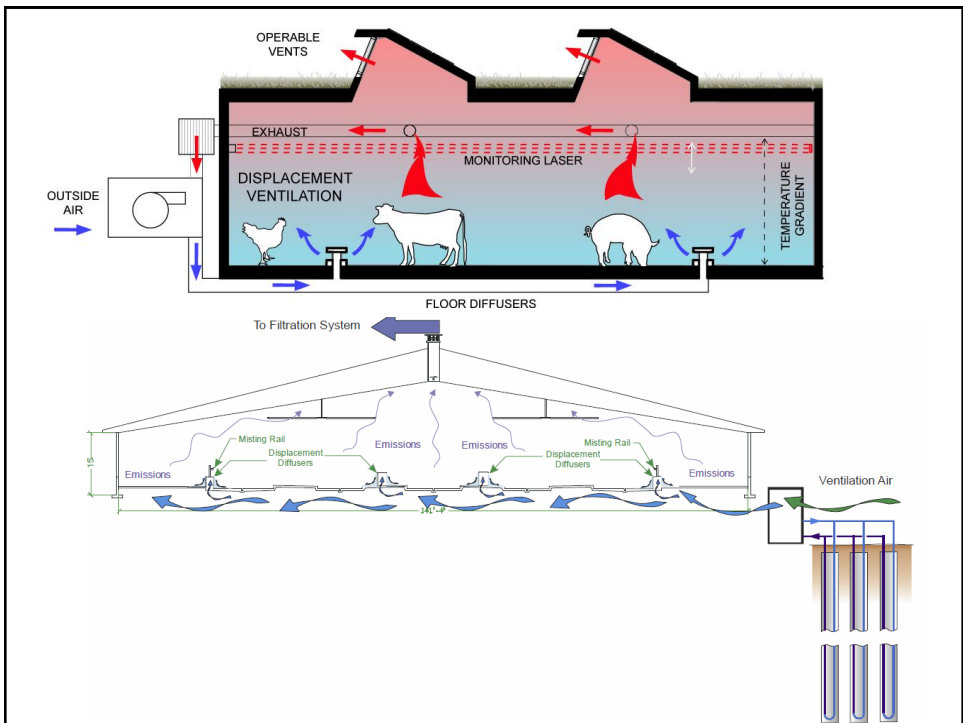 OPERABLE
VENTS
EXHAUST
MONITORING LASER
DISPLACEMENT
VENTILATION
OUTSIDE
AIR
TEMPERATURE
GRADIENT
FLOOR DIFFUSERS
To Filtration System
Misting Rail
Displacement
Diffusers
Emissions
Emissions
Emissions
Misting Rail
Displacement
Diffusers
Emissions
15
Ventilation Air